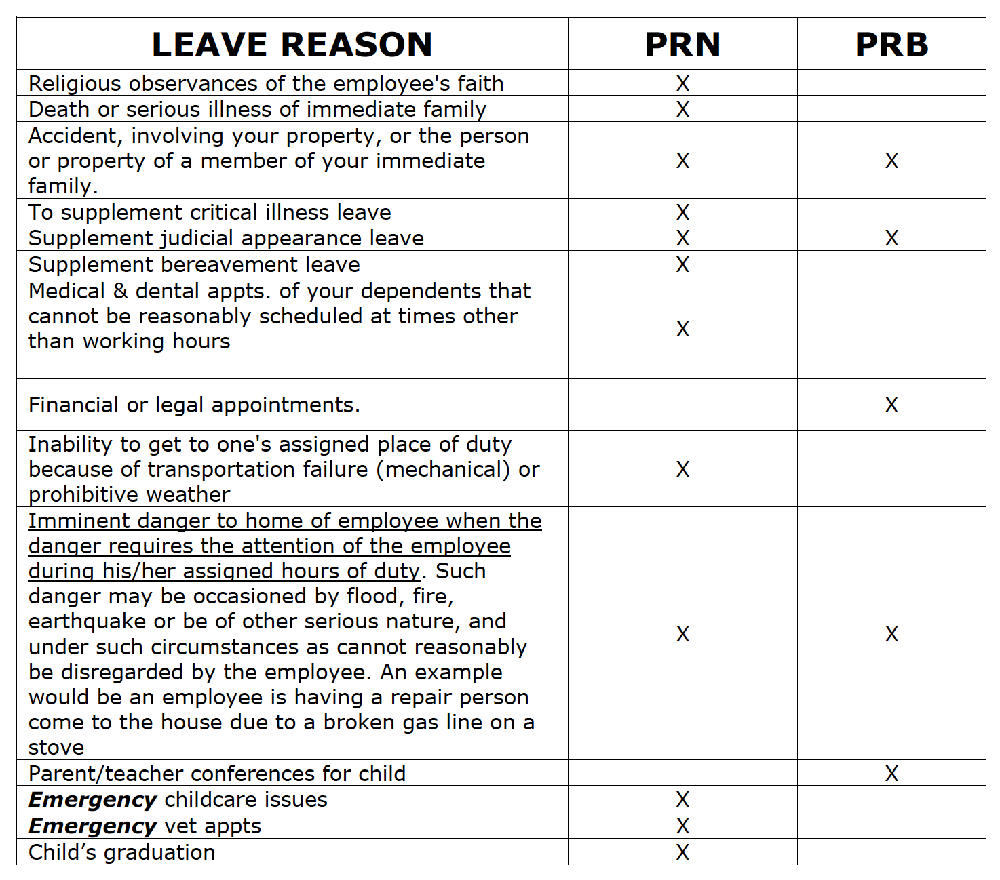 LEAVE REASON PRN PRB
Religious observances of the employee's faith X
Death or serious illness of immediate family X
Accident, involving your property, or the person
or property of a member of your immediate X X
family.
To supplement critical illness leave X
Supplement judicial appearance leave X X
Supplement bereavement leave X
Medical & dental appts. of your dependents that
cannot be reasonably scheduled at times other X
than working hours
Financial or legal appointments. X
Inability to get to one's assigned place of duty
because of transportation failure (mechanical) or X
prohibitive weather
Imminent danger to home of employee when the
danger requires the attention of the employee
during his/her assigned hours of duty. Such
danger may be occasioned by flood, fire,
earthquake or be of other serious nature, and X X
under such circumstances as cannot reasonably
be disregarded by the employee. An example
would be an employee is having a repair person
come to the house due to a broken gas line on a
stove
Parent/teacher conferences for child X
Emergency childcare issues X
Emergency vet appts X
Child’s graduation X